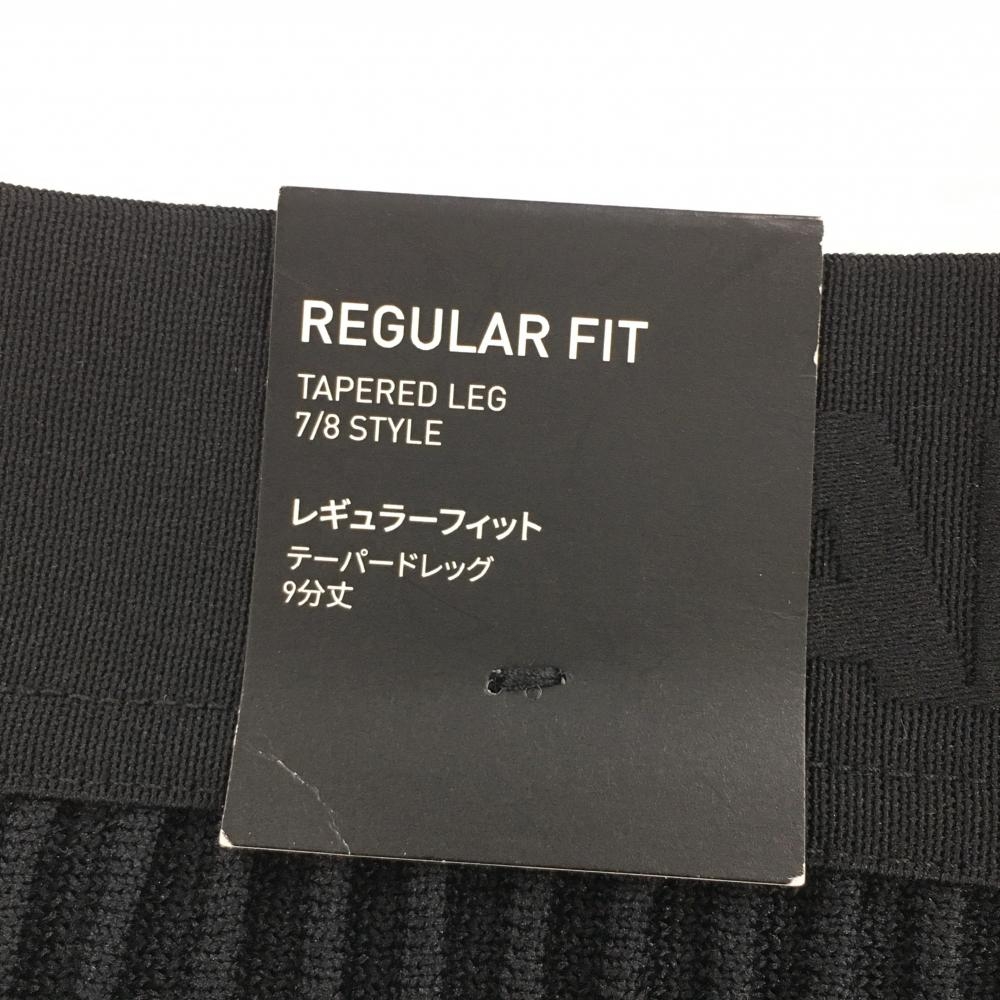 REGULAR FIT
TAPERED LEG
7/8 STYLE
レギュラーフィット
テーパードレッグ
9分丈